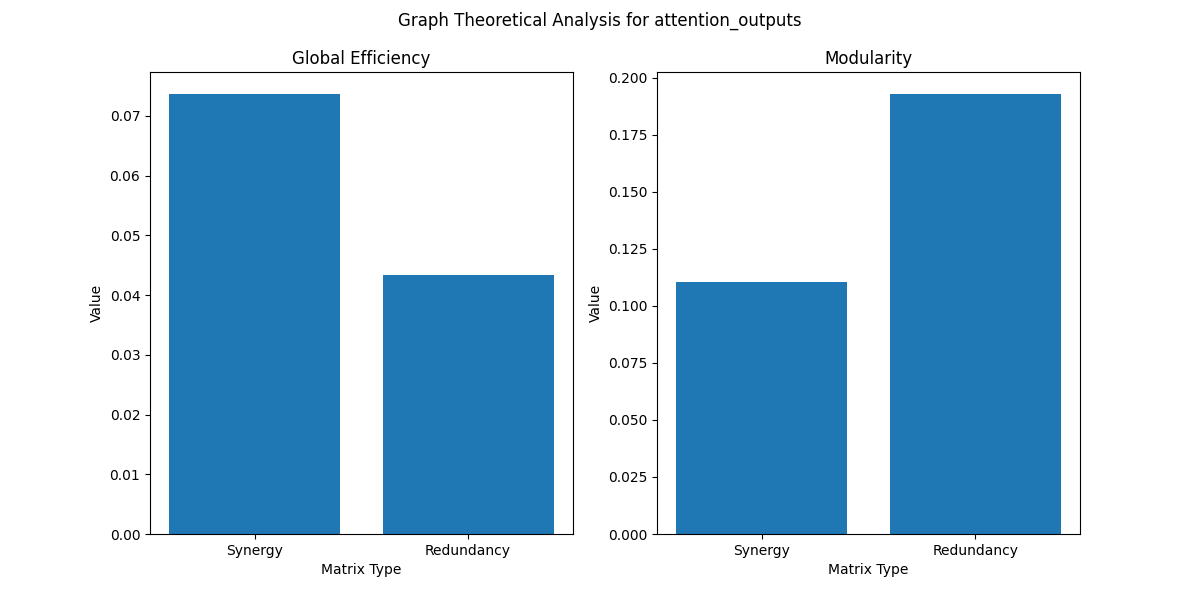 Graph Theoretical Analysis for attention_outputs
Global Efficiency
0.07
0.06
0.05
0.04
0.03
0.02
0.01
0.00
Value
Synergy
Redundancy
Matrix Type
Modularity
0.200
0.175
0.150
0.125
0.100
0.075
0.050
0.025
0.000
Value
Synergy
Redundancy
Matrix Type